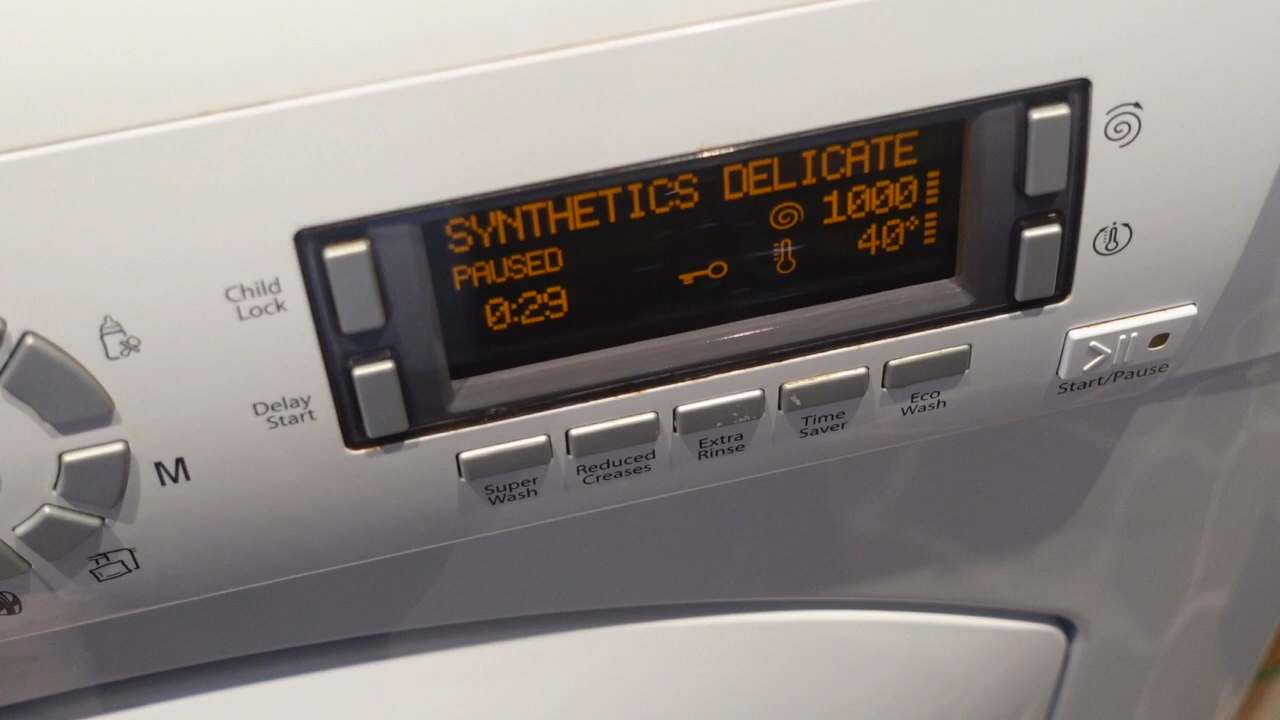 SYNTHETICS DELICATE
PAUSED
1000
40°
0:29
Child
Lock
Delay
Start
M
Super
Wash
Reduced
Creases
Extra
Rinse
Time
Saver
Eco
Wash
Start/Pause